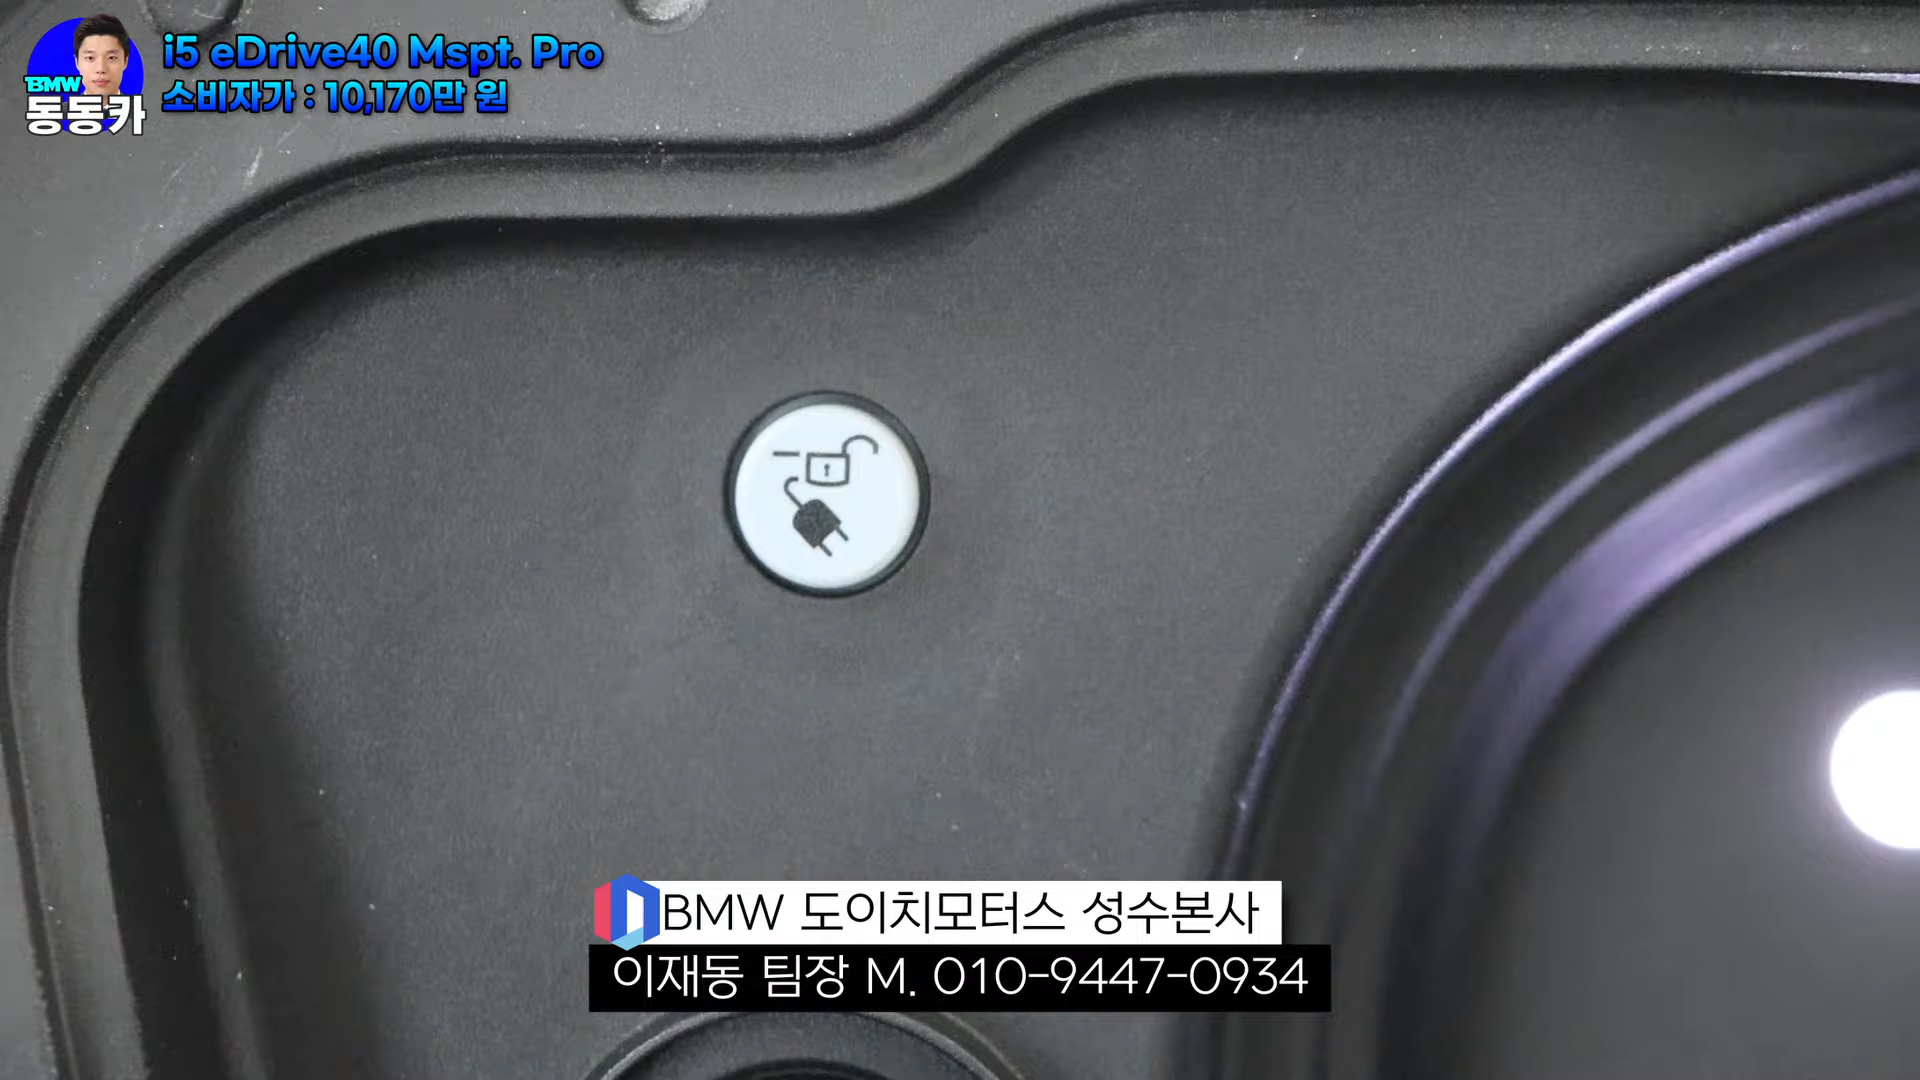 i5 eDrive40 Mspt. Pro
소비자가 : 10,170만 원
BMW
동동카
BMW 도이치모터스 성수본사
이재동 팀장 M. 010-9447-0934